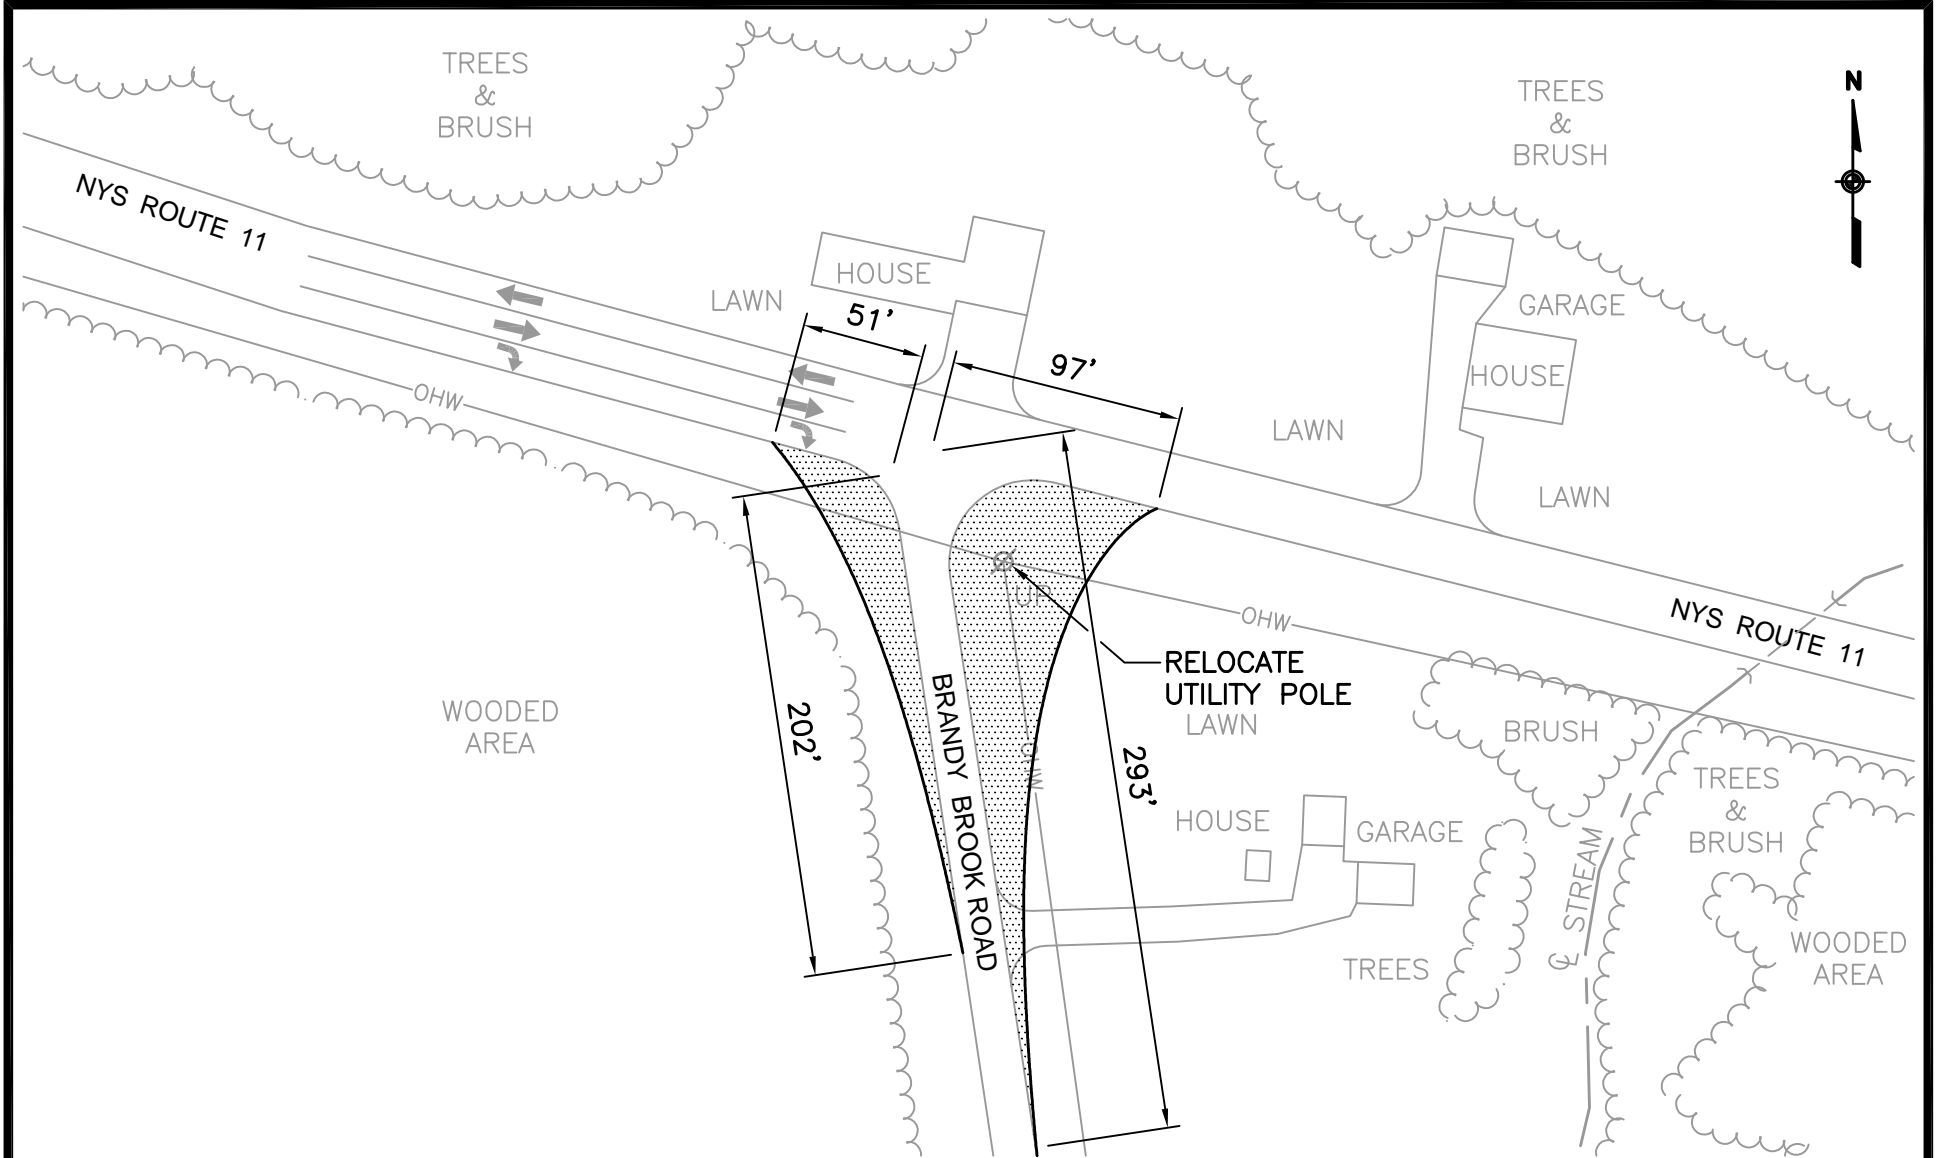 TREES
&
BRUSH
TREES
&
BRUSH
N
NYS ROUTE 11
HOUSE
LAWN
51'
GARAGE
97'
HOUSE
OHW
LAWN
LAWN
UP
OHW
NYS ROUTE 11
RELOCATE
UTILITY POLE
LAWN
WOODED
AREA
202'
BRANDY BROOK ROAD
OHW
293'
BRUSH
TREES
&
BRUSH
HOUSE
GARAGE
℄ STREAM
WOODED
AREA
TREES